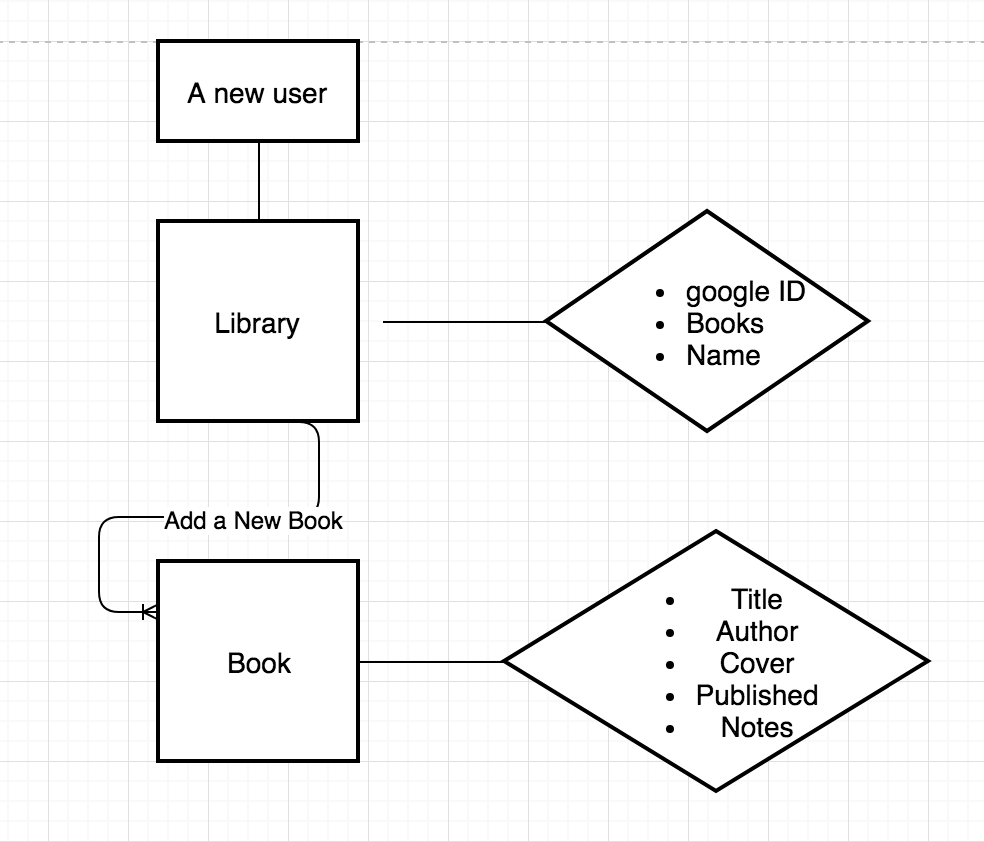 A new user
Library
• google ID
• Books
• Name
Add a New Book
Book
• Title
• Author
• Cover
• Published
• Notes